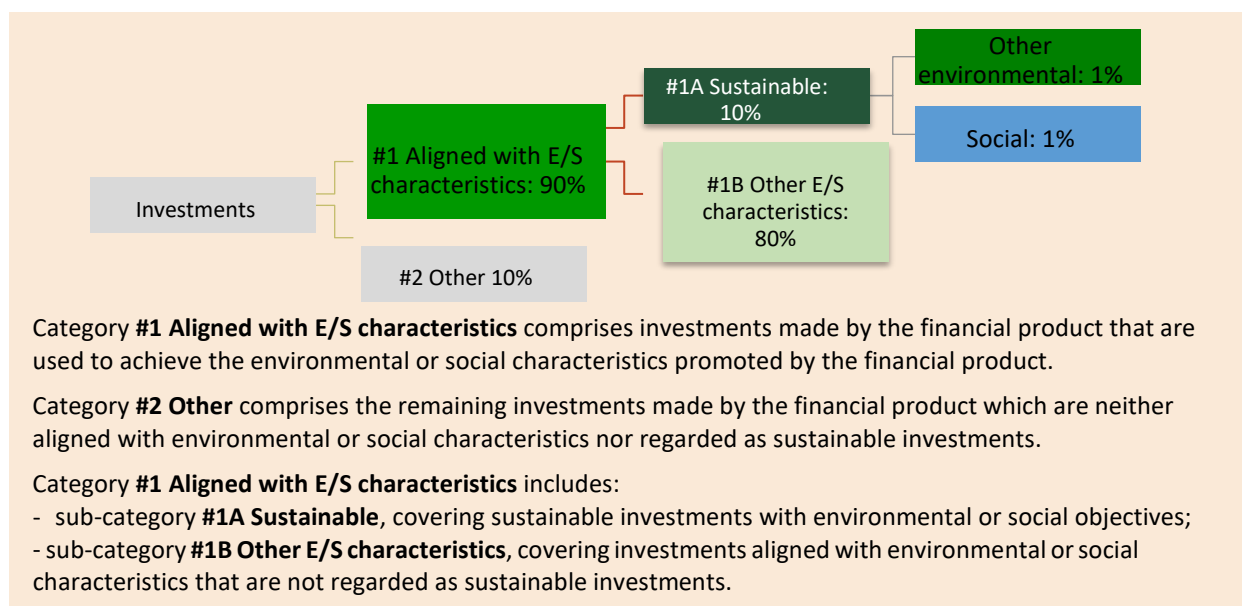 Other
environmental: 1%
#1A Sustainable:
10%
Social: 1%
#1 Aligned with E/S
characteristics: 90%
#1B Other E/S
characteristics:
80%
Investments
#2 Other 10%
Category #1 Aligned with E/S characteristics comprises investments made by the financial product that are
used to achieve the environmental or social characteristics promoted by the financial product.
Category #2 Other comprises the remaining investments made by the financial product which are neither
aligned with environmental or social characteristics nor regarded as sustainable investments.
Category #1 Aligned with E/S characteristics includes:
- sub-category #1A Sustainable, covering sustainable investments with environmental or social objectives;
- sub-category #1B Other E/S characteristics, covering investments aligned with environmental or social
characteristics that are not regarded as sustainable investments.